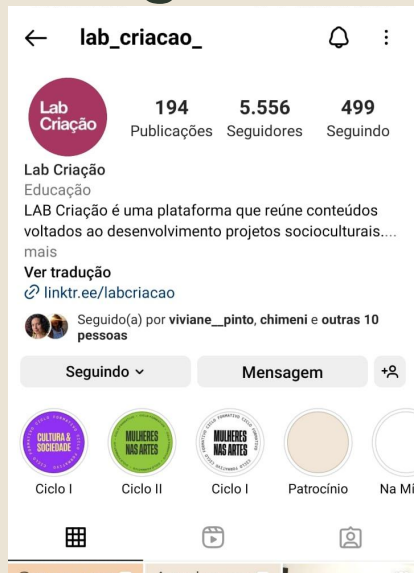 lab_criacao_
Lab
Criação
194
5.556
499
Publicações
Seguidores
Seguindo
Lab Criação
Educação
LAB Criação é uma plataforma que reúne conteúdos
voltados ao desenvolvimento projetos socioculturais....
mais
Ver tradução
linktr.ee/labcriacao
Seguido(a) por viviane__pinto, chimeni e outras 10
pessoas
Seguindo
Mensagem
CULTURA &
SOCIEDADE
MULHERES
NAS ARTES
MULHERES
NAS ARTES
Ciclo I
Ciclo II
Ciclo I
Patrocínio
Na Mi